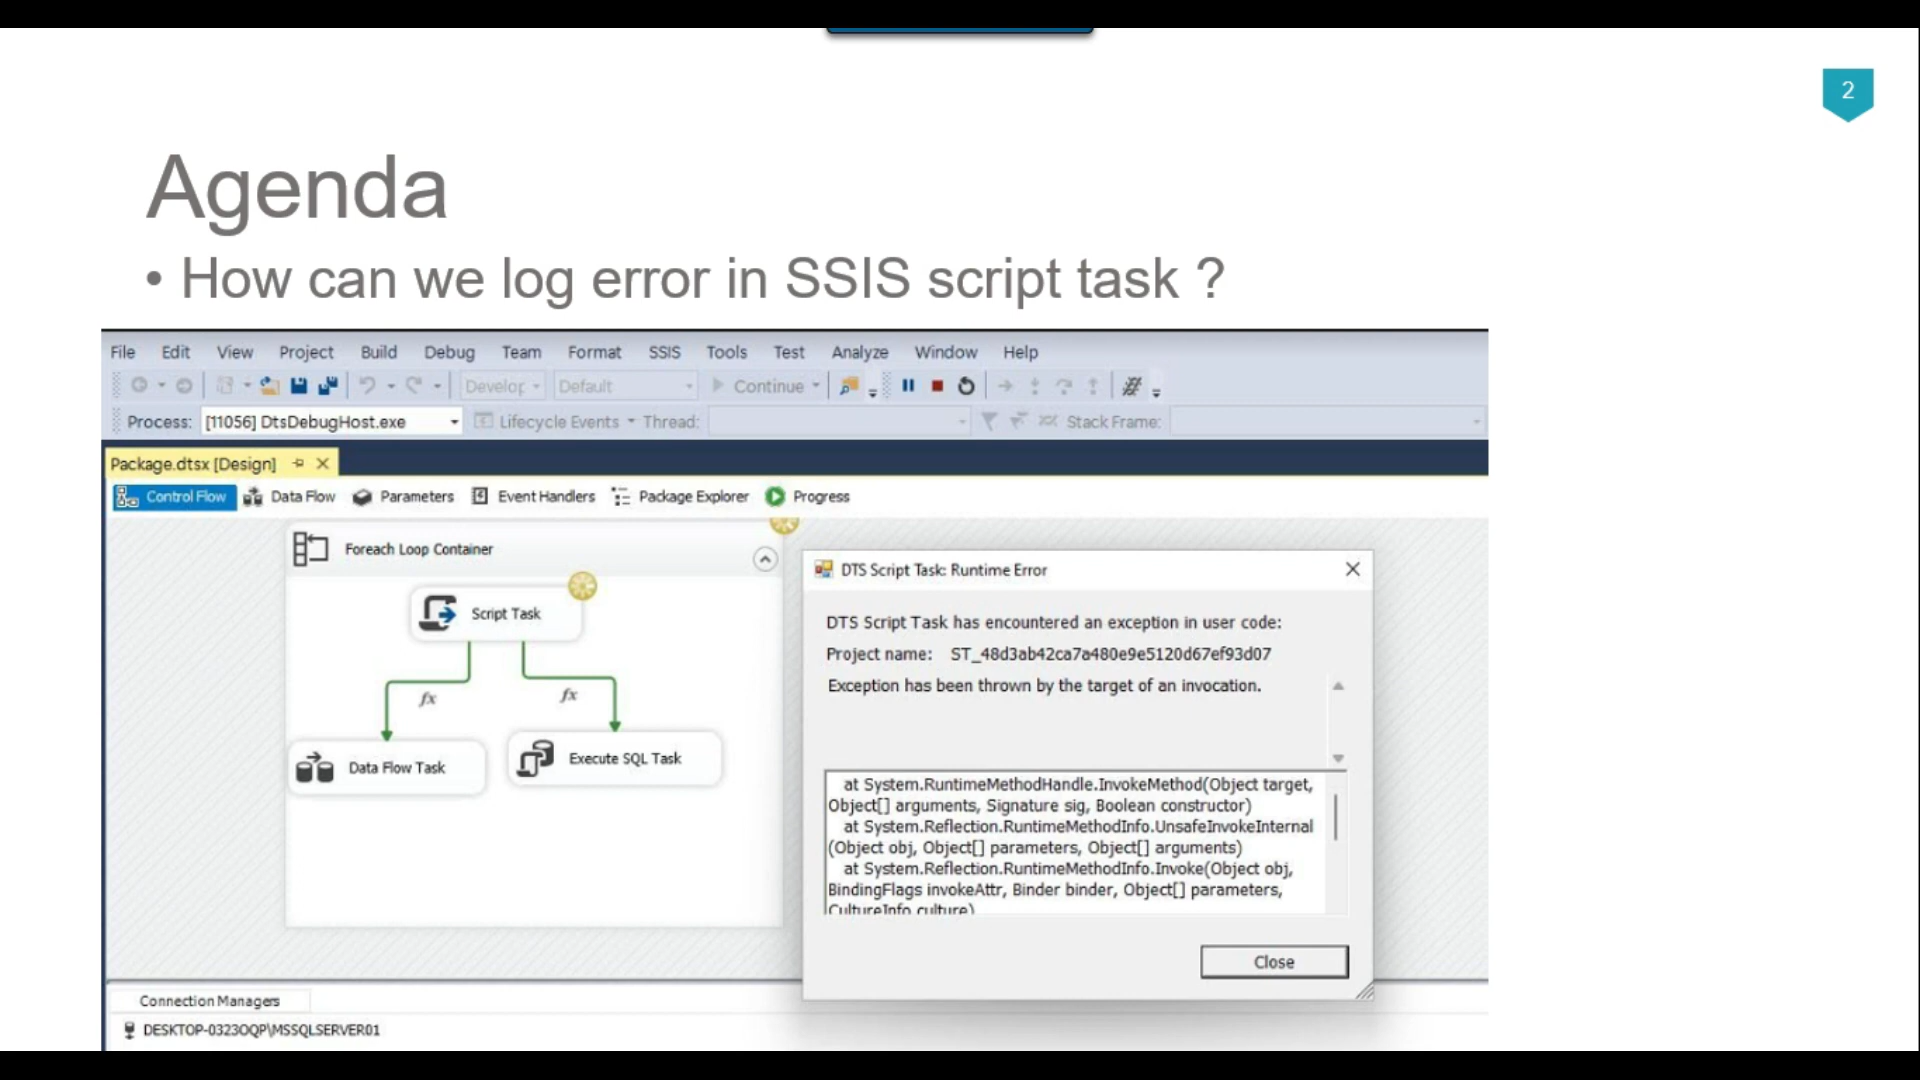 2
Agenda
• How can we log error in SSIS script task ?
File Edit View Project Build Debug Team Format SSIS Tools Test Analyze Window Help
Develop Default Continue
Process: [11056] DtsDebugHost.exe Lifecycle Events Thread: Stack Frame:
Package.dtsx [Design]
Control Flow Data Flow Parameters Event Handlers Package Explorer Progress
Foreach Loop Container
Script Task
fx fx
Data Flow Task
Execute SQL Task
DTS Script Task: Runtime Error
DTS Script Task has encountered an exception in user code:
Project name: ST_48d3ab42ca7a480e9e5120d67ef93d07
Exception has been thrown by the target of an invocation.
at System.RuntimeMethodHandle.InvokeMethod(Object target,
Object[] arguments, Signature sig, Boolean constructor)
at System.Reflection.RuntimeMethodInfo.UnsafeInvokeInternal
(Object obj, Object[] parameters, Object[] arguments)
at System.Reflection.RuntimeMethodInfo.Invoke(Object obj,
BindingFlags invokeAttr, Binder binder, Object[] parameters,
CultureInfo culture)
Close
Connection Managers
DESKTOP-0323OQP\MSSQLSERVER01